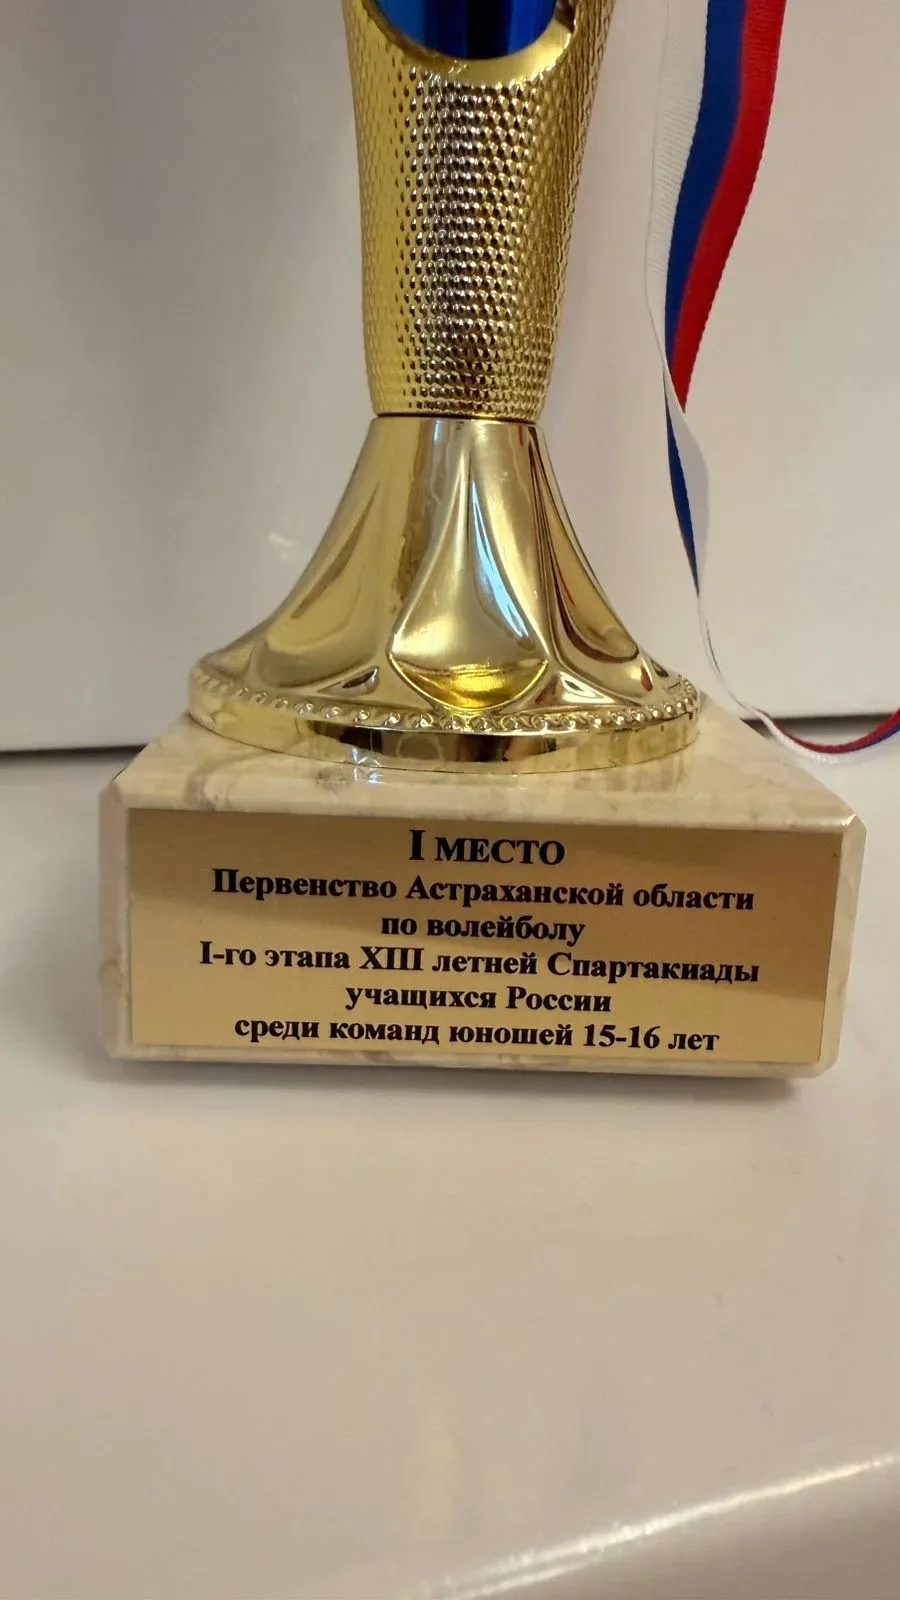 I МЕСТО
Первенство Астраханской области
по волейболу
I-го этапа XIII летней Спартакиады
учащихся России
среди команд юношей 15-16 лет